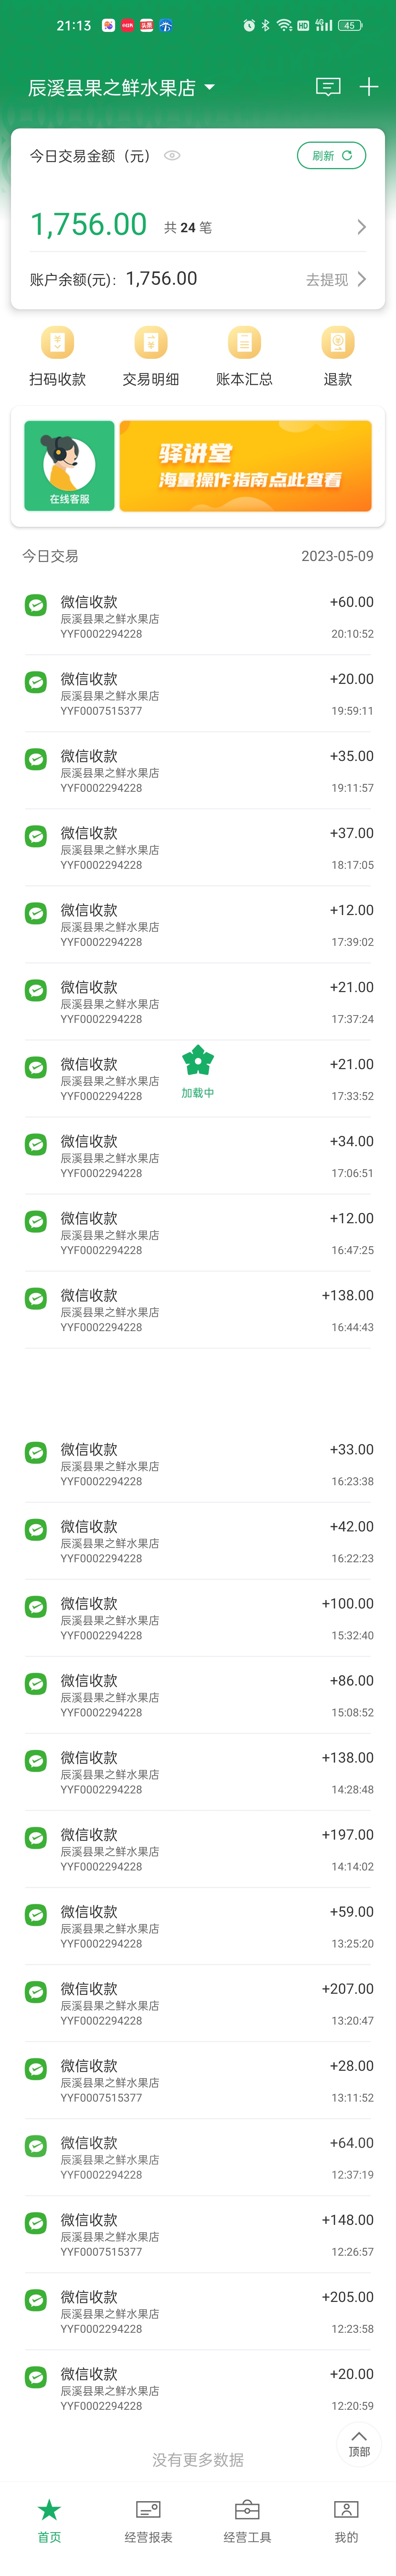 21:13
HD
4G
45
辰溪县果之鲜水果店
今日交易金额（元）
刷新
1,756.00 共 24 笔
账户余额(元): 1,756.00 去提现
扫码收款 交易明细 账本汇总 退款
驿讲堂
海量操作指南点此查看
在线客服
今日交易 2023-05-09
微信收款 +60.00
辰溪县果之鲜水果店
YYF0002294228 20:10:52
微信收款 +20.00
辰溪县果之鲜水果店
YYF0007515377 19:59:11
微信收款 +35.00
辰溪县果之鲜水果店
YYF0002294228 19:11:57
微信收款 +37.00
辰溪县果之鲜水果店
YYF0002294228 18:17:05
微信收款 +12.00
辰溪县果之鲜水果店
YYF0002294228 17:39:02
微信收款 +21.00
辰溪县果之鲜水果店
YYF0002294228 17:37:24
微信收款 +21.00
辰溪县果之鲜水果店
加载中
YYF0002294228 17:33:52
微信收款 +34.00
辰溪县果之鲜水果店
YYF0002294228 17:06:51
微信收款 +12.00
辰溪县果之鲜水果店
YYF0002294228 16:47:25
微信收款 +138.00
辰溪县果之鲜水果店
YYF0002294228 16:44:43
微信收款 +33.00
辰溪县果之鲜水果店
YYF0002294228 16:23:38
微信收款 +42.00
辰溪县果之鲜水果店
YYF0002294228 16:22:23
微信收款 +100.00
辰溪县果之鲜水果店
YYF0002294228 15:32:40
微信收款 +86.00
辰溪县果之鲜水果店
YYF0002294228 15:08:52
微信收款 +138.00
辰溪县果之鲜水果店
YYF0002294228 14:28:48
微信收款 +197.00
辰溪县果之鲜水果店
YYF0002294228 14:14:02
微信收款 +59.00
辰溪县果之鲜水果店
YYF0002294228 13:25:20
微信收款 +207.00
辰溪县果之鲜水果店
YYF0002294228 13:20:47
微信收款 +28.00
辰溪县果之鲜水果店
YYF0007515377 13:11:52
微信收款 +64.00
辰溪县果之鲜水果店
YYF0002294228 12:37:19
微信收款 +148.00
辰溪县果之鲜水果店
YYF0007515377 12:26:57
微信收款 +205.00
辰溪县果之鲜水果店
YYF0002294228 12:23:58
微信收款 +20.00
辰溪县果之鲜水果店
YYF0002294228 12:20:59
顶部
没有更多数据
首页 经营报表 经营工具 我的